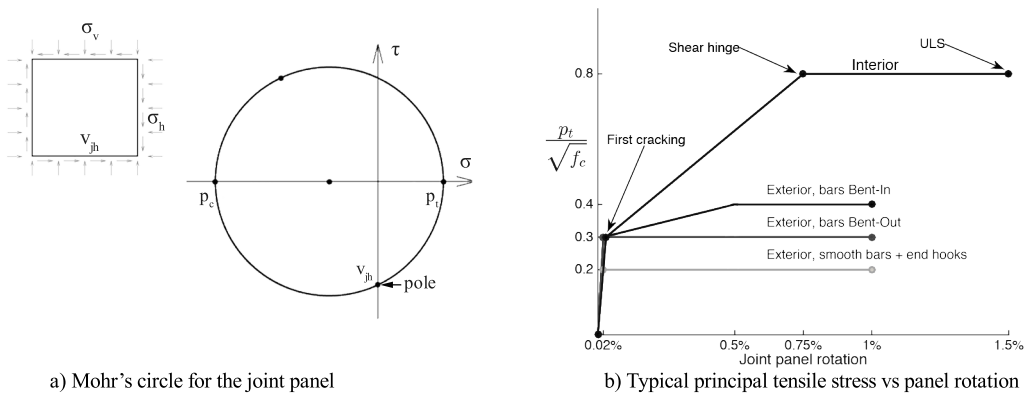 σv
σh
vjh
τ
σ
pc
pt
vjh
pole
a) Mohr's circle for the joint panel
pt
√fc
0.8
0.4
0.3
0.2
Shear hinge
ULS
Interior
First cracking
Exterior, bars Bent-In
Exterior, bars Bent-Out
Exterior, smooth bars + end hooks
0.02% 0.5% 0.75% 1% 1.5%
Joint panel rotation
b) Typical principal tensile stress vs panel rotation